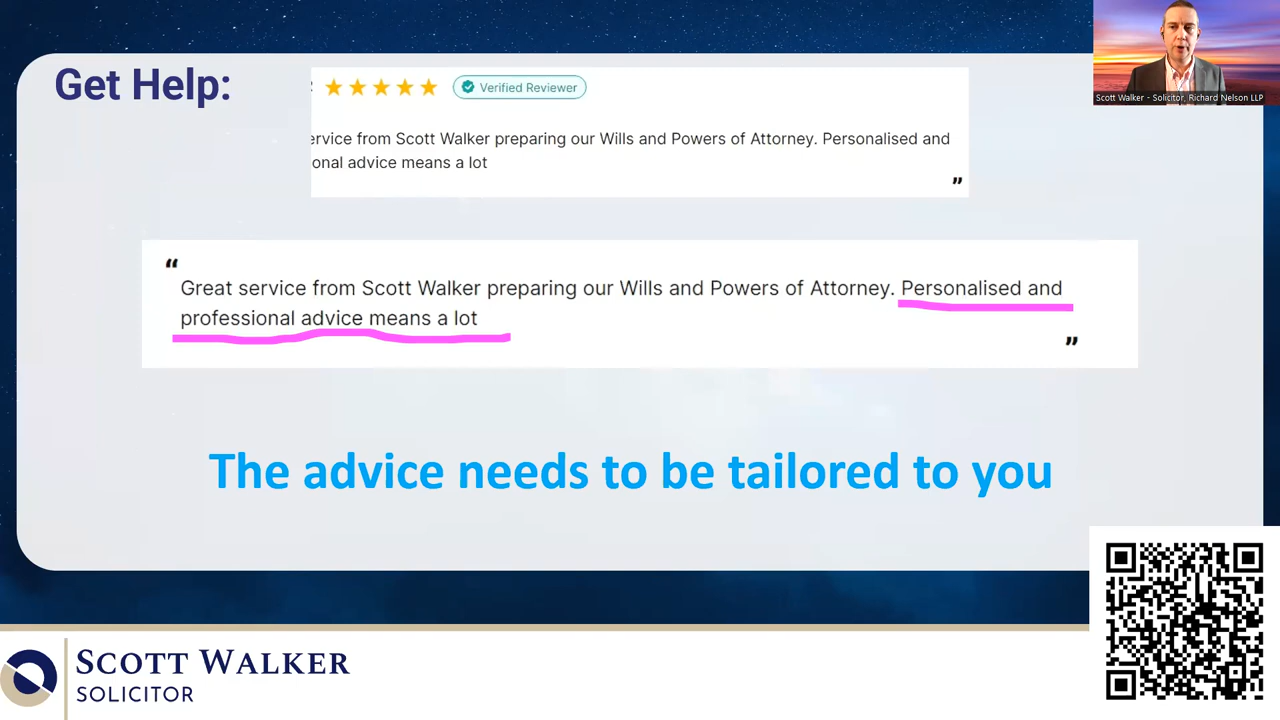 Get Help:
Verified Reviewer
ervice from Scott Walker preparing our Wills and Powers of Attorney. Personalised and
onal advice means a lot
”
Scott Walker - Solicitor, Richard Nelson LLP
“
Great service from Scott Walker preparing our Wills and Powers of Attorney. Personalised and
professional advice means a lot
”
The advice needs to be tailored to you
SCOTT WALKER
SOLICITOR